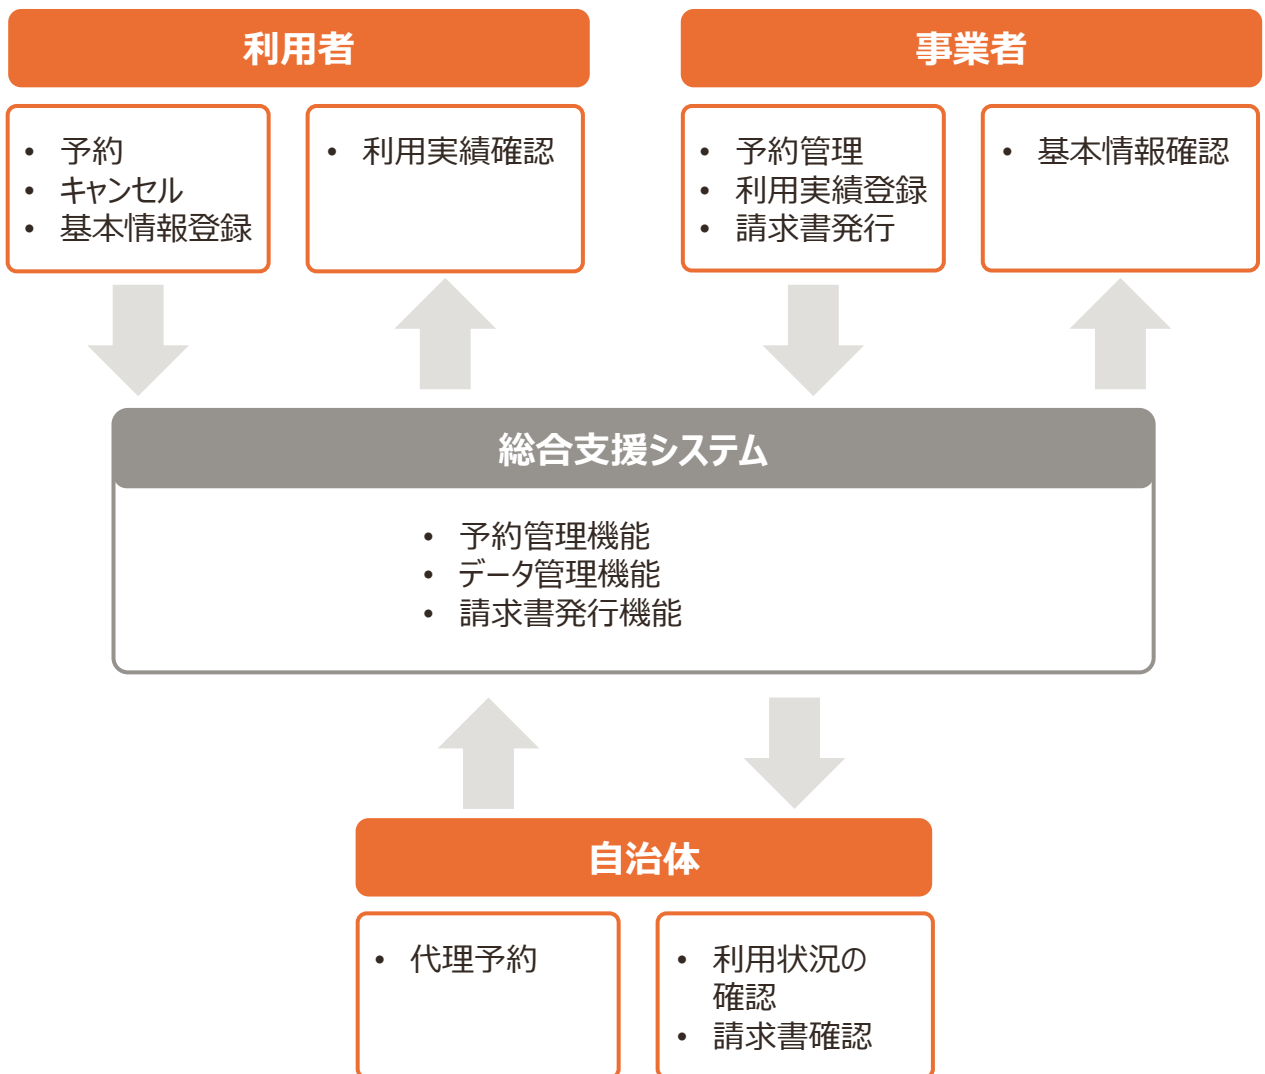 利用者
• 予約
• キャンセル
• 基本情報登録
• 利用実績確認
事業者
• 予約管理
• 利用実績登録
• 請求書発行
• 基本情報確認
総合支援システム
• 予約管理機能
• データ管理機能
• 請求書発行機能
自治体
• 代理予約
• 利用状況の
確認
• 請求書確認